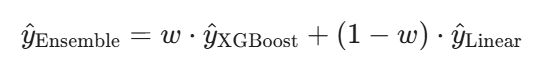 ŷ_Ensemble = w · ŷ_XGBoost + (1 − w) · ŷ_Linear